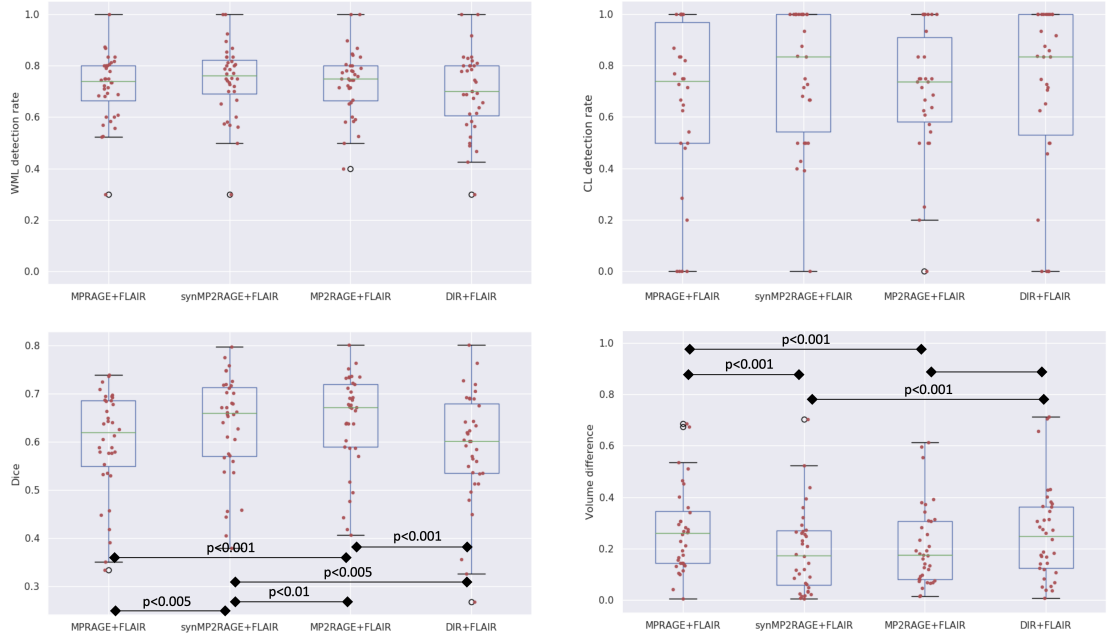 WML detection rate
1.0
0.8
0.6
0.4
0.2
0.0
MPRAGE+FLAIR synMP2RAGE+FLAIR MP2RAGE+FLAIR DIR+FLAIR
CL detection rate
1.0
0.8
0.6
0.4
0.2
0.0
MPRAGE+FLAIR synMP2RAGE+FLAIR MP2RAGE+FLAIR DIR+FLAIR
Dice
0.8
0.7
0.6
0.5
0.4
0.3
p<0.001
p<0.001
p<0.005
p<0.01
p<0.005
MPRAGE+FLAIR synMP2RAGE+FLAIR MP2RAGE+FLAIR DIR+FLAIR
Volume difference
1.0
0.8
0.6
0.4
0.2
0.0
p<0.001
p<0.001
p<0.001
MPRAGE+FLAIR synMP2RAGE+FLAIR MP2RAGE+FLAIR DIR+FLAIR